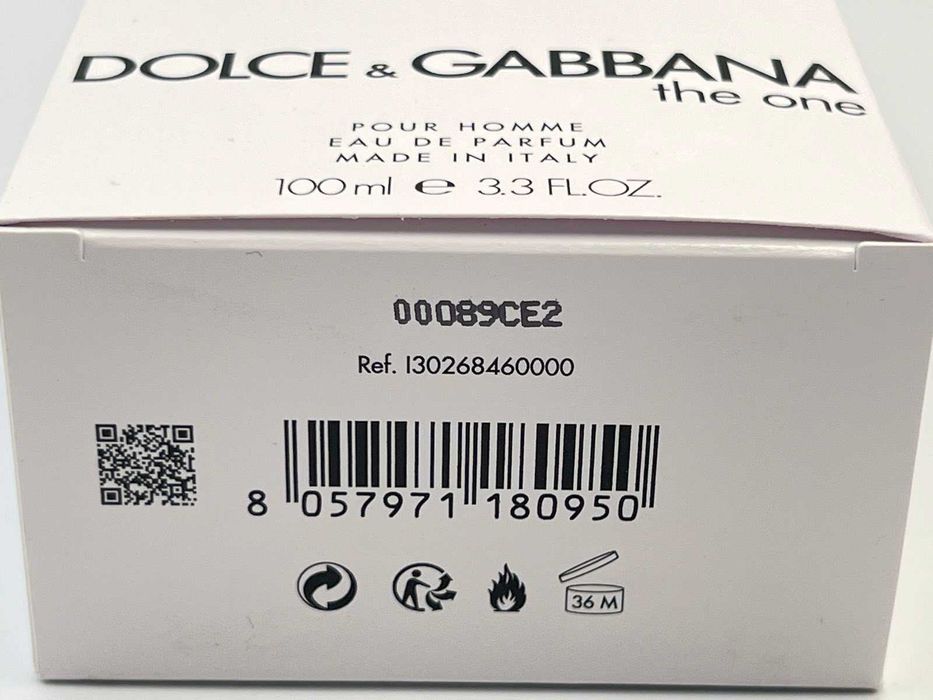 DOLCE & GABBANA
the one
POUR HOMME
EAU DE PARFUM
MADE IN ITALY
100 ml ℮ 3.3 FL.OZ.
00089CE2
Ref. I30268460000
8 057971 180950
36 M